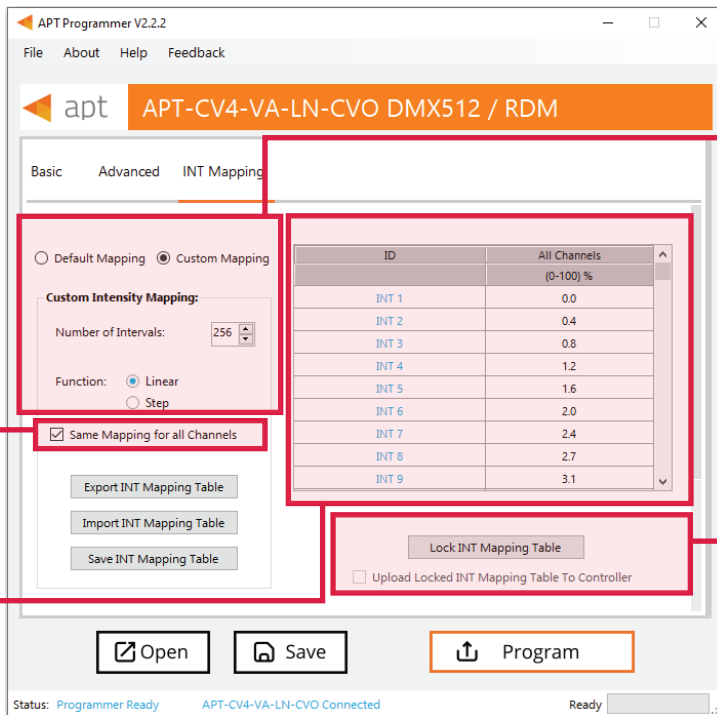 APT Programmer V2.2.2
File About Help Feedback
apt APT-CV4-VA-LN-CVO DMX512 / RDM
Basic Advanced INT Mapping
Default Mapping Custom Mapping
Custom Intensity Mapping:
Number of Intervals: 256
Function: Linear
Step
Same Mapping for all Channels
Export INT Mapping Table
Import INT Mapping Table
Save INT Mapping Table
ID All Channels
(0-100) %
INT 1 0.0
INT 2 0.4
INT 3 0.8
INT 4 1.2
INT 5 1.6
INT 6 2.0
INT 7 2.4
INT 8 2.7
INT 9 3.1
Lock INT Mapping Table
Upload Locked INT Mapping Table To Controller
Open Save Program
Status: Programmer Ready APT-CV4-VA-LN-CVO Connected Ready